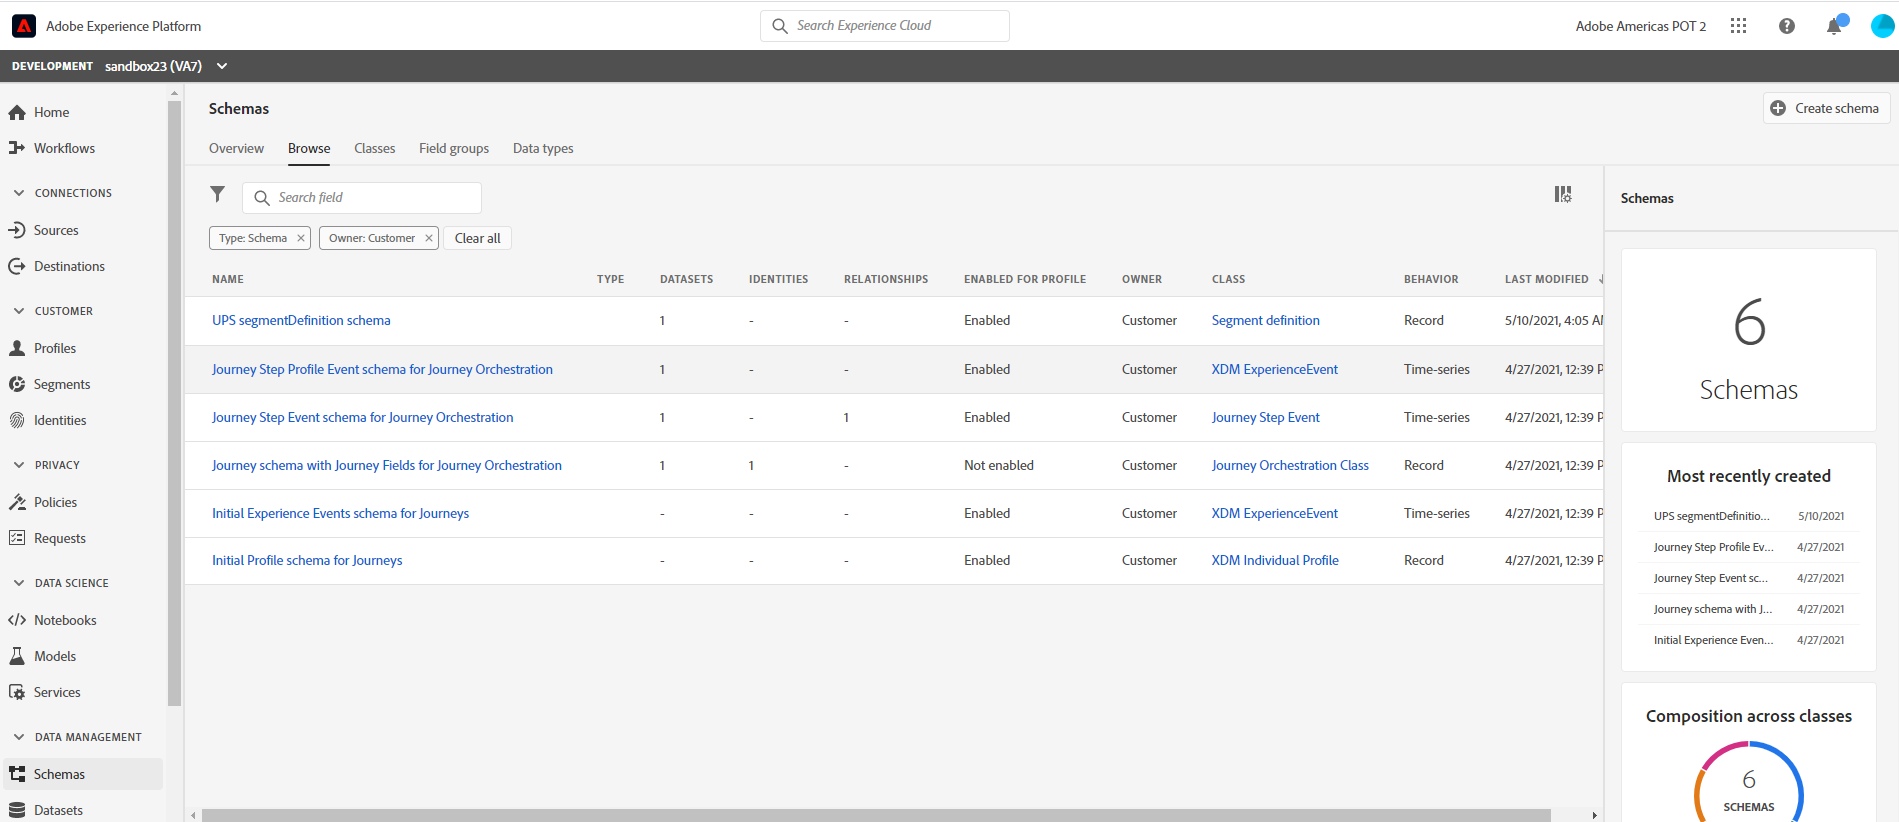 Adobe Experience Platform
Search Experience Cloud
Adobe Americas POT 2
DEVELOPMENT sandbox23 (VA7)
Home
Workflows
CONNECTIONS
Sources
Destinations
CUSTOMER
Profiles
Segments
Identities
PRIVACY
Policies
Requests
DATA SCIENCE
Notebooks
Models
Services
DATA MANAGEMENT
Schemas
Datasets
Schemas
Create schema
Overview Browse Classes Field groups Data types
Search field
Type: Schema Owner: Customer Clear all
NAME TYPE DATASETS IDENTITIES RELATIONSHIPS ENABLED FOR PROFILE OWNER CLASS BEHAVIOR LAST MODIFIED
UPS segmentDefinition schema 1 - - Enabled Customer Segment definition Record 5/10/2021, 4:05 AM
Journey Step Profile Event schema for Journey Orchestration 1 - - Enabled Customer XDM ExperienceEvent Time-series 4/27/2021, 12:39 P
Journey Step Event schema for Journey Orchestration 1 - 1 Enabled Customer Journey Step Event Time-series 4/27/2021, 12:39 P
Journey schema with Journey Fields for Journey Orchestration 1 1 - Not enabled Customer Journey Orchestration Class Record 4/27/2021, 12:39 P
Initial Experience Events schema for Journeys - - - Enabled Customer XDM ExperienceEvent Time-series 4/27/2021, 12:39 P
Initial Profile schema for Journeys - - - Enabled Customer XDM Individual Profile Record 4/27/2021, 12:39 P
Schemas
6
Schemas
Most recently created
UPS segmentDefinitio... 5/10/2021
Journey Step Profile Ev... 4/27/2021
Journey Step Event sc... 4/27/2021
Journey schema with J... 4/27/2021
Initial Experience Even... 4/27/2021
Composition across classes
6
SCHEMAS